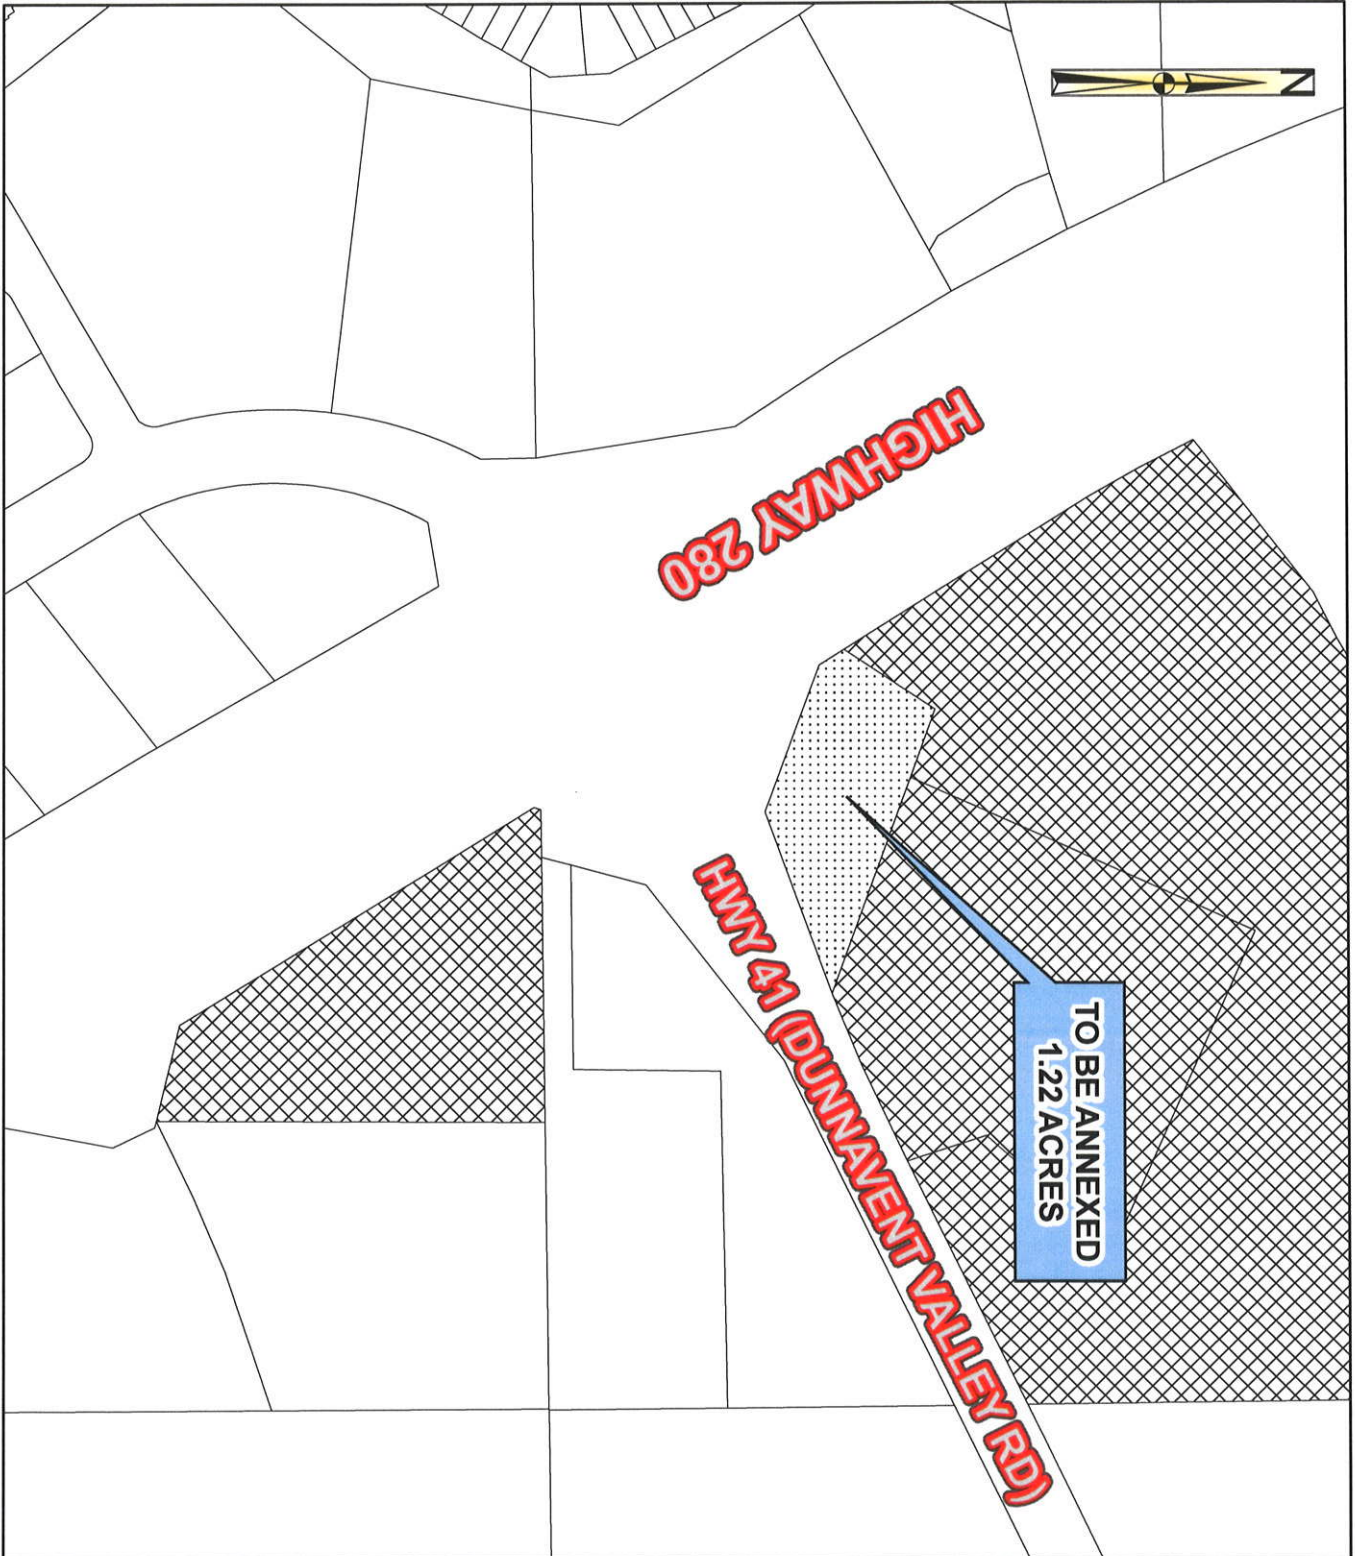 N
HIGHWAY 280
HWY 41 (DUNNAVENT VALLEY RD)
TO BE ANNEXED
1.22 ACRES